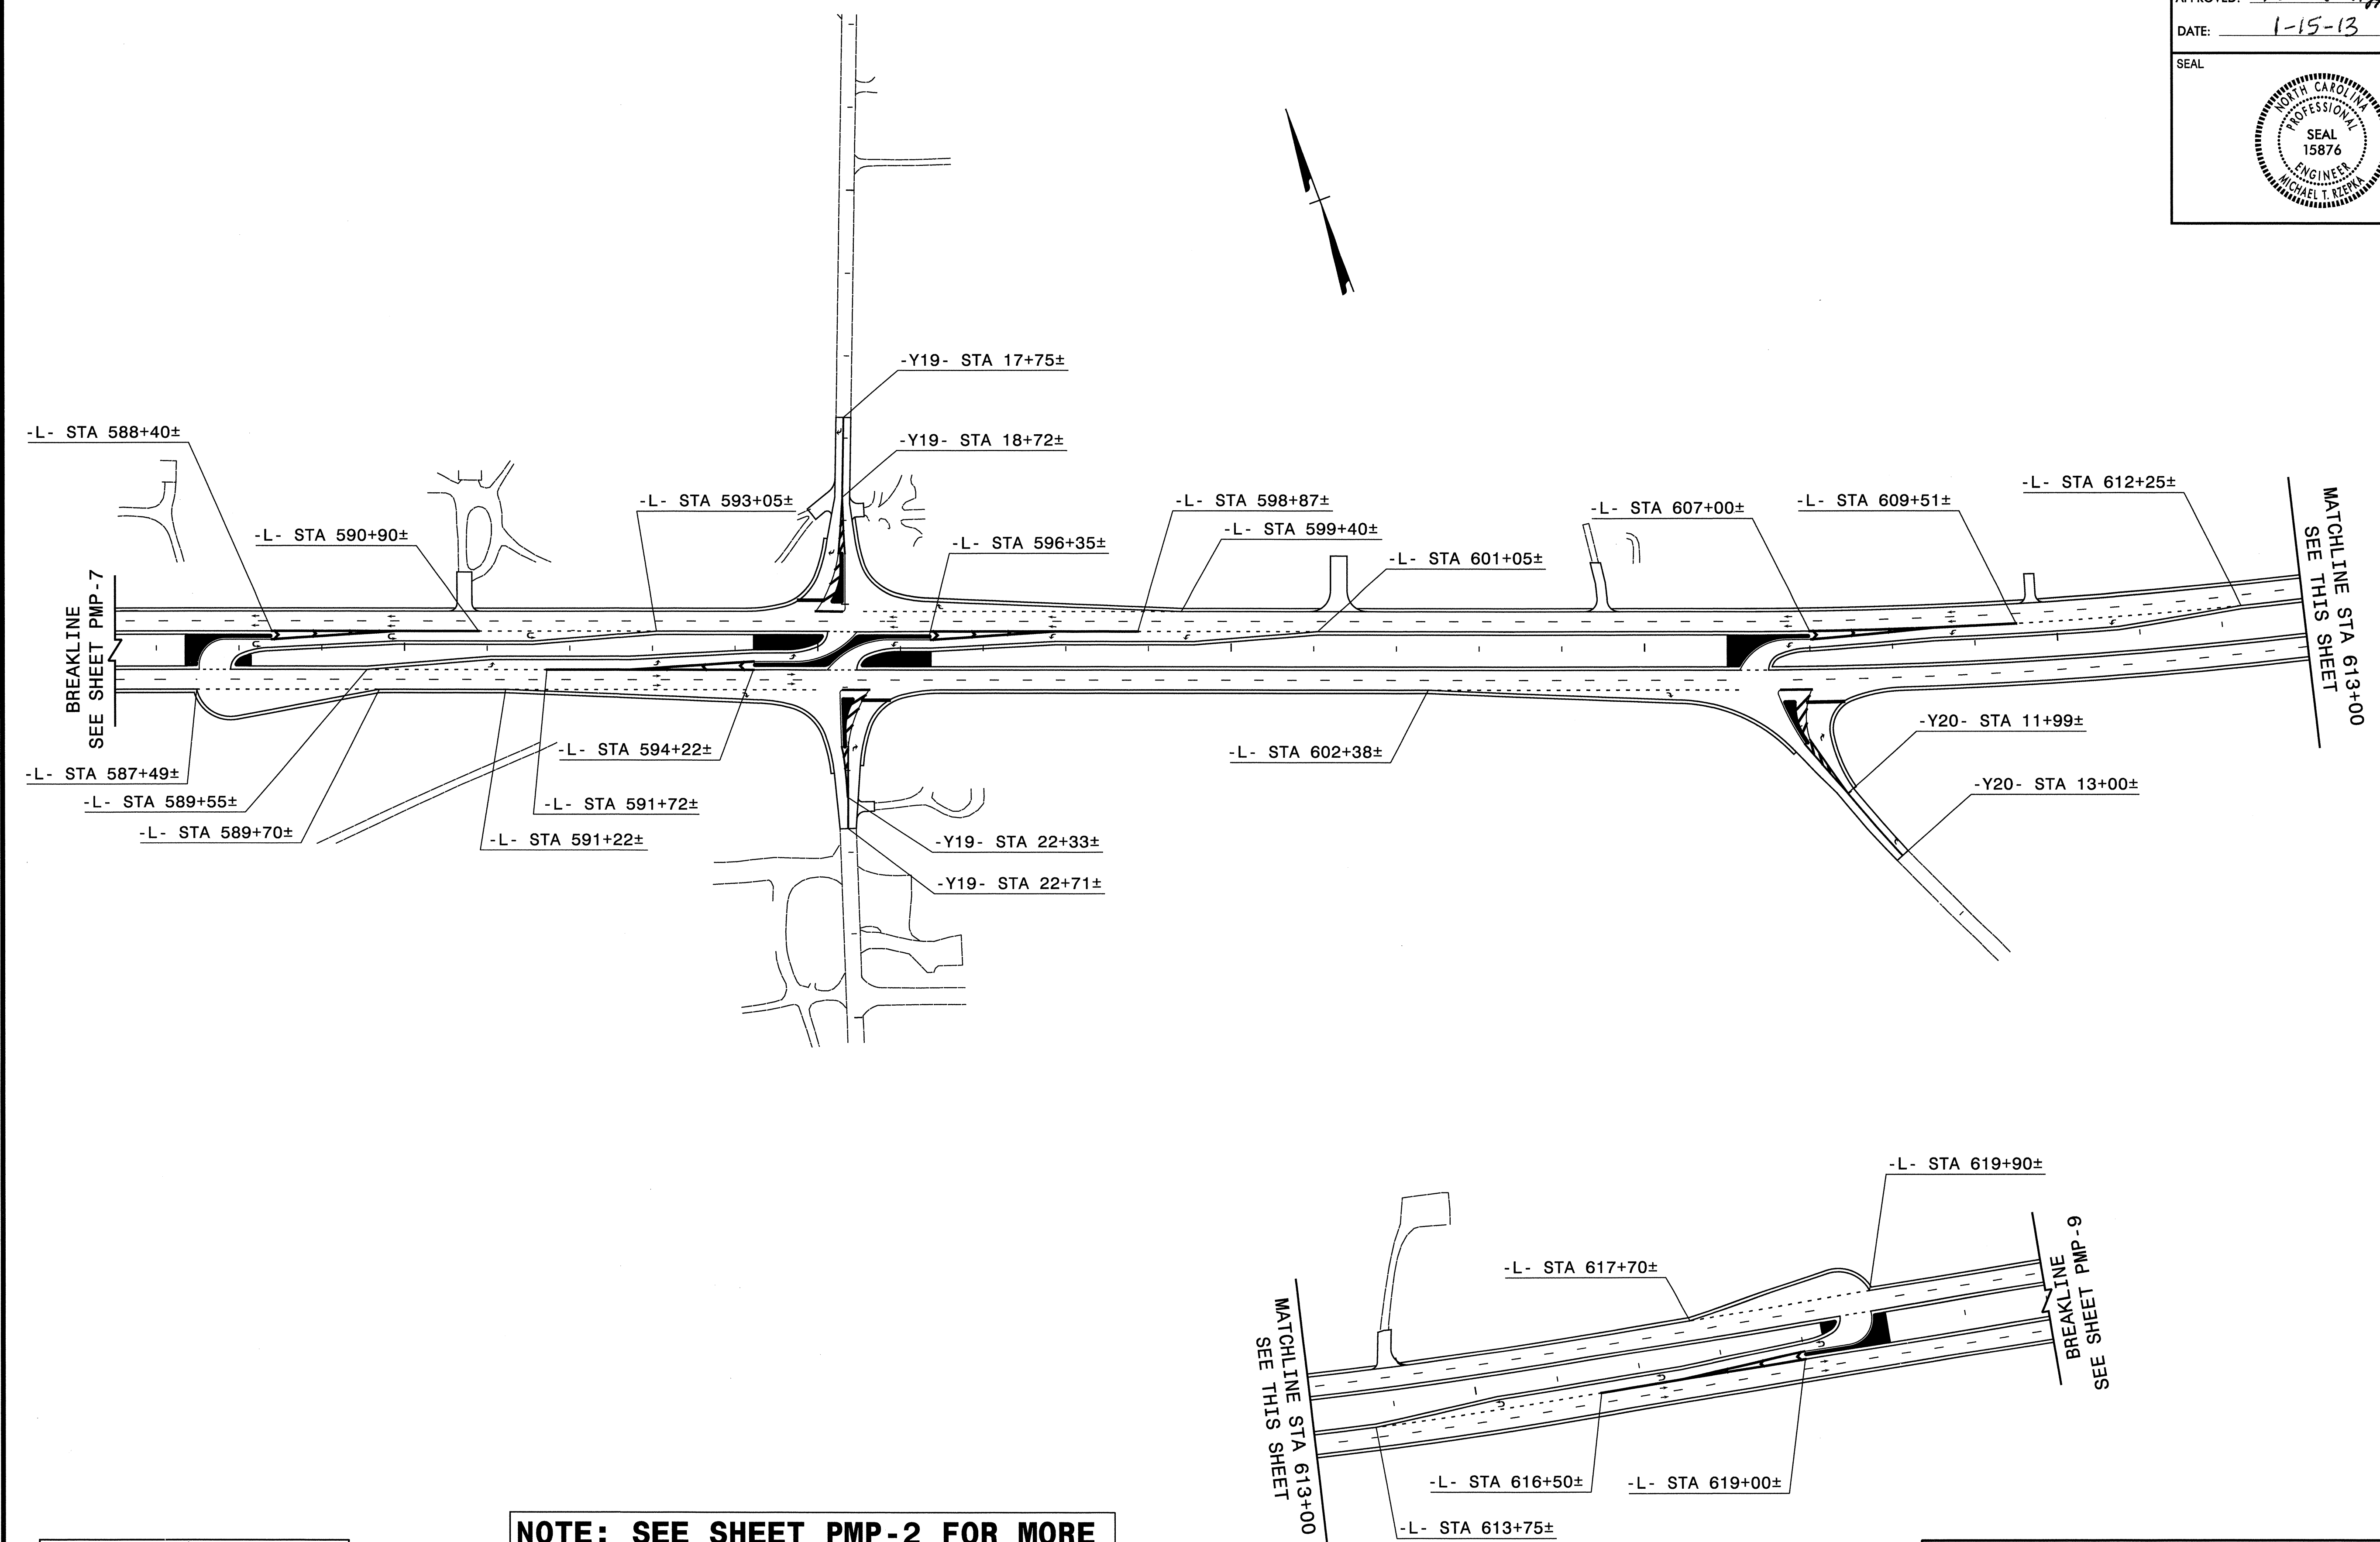 DATE: 1-15-13
SEAL
NORTH CAROLINA
PROFESSIONAL
SEAL
15876
ENGINEER
MICHAEL T. RZEPKA
-Y19- STA 17+75±
-Y19- STA 18+72±
-L- STA 588+40±
-L- STA 590+90±
-L- STA 593+05±
-L- STA 596+35±
-L- STA 598+87±
-L- STA 599+40±
-L- STA 601+05±
-L- STA 607+00±
-L- STA 609+51±
-L- STA 612+25±
MATCHLINE STA 613+00
SEE THIS SHEET
BREAKLINE
SEE SHEET PMP-7
-L- STA 587+49±
-L- STA 589+55±
-L- STA 589+70±
-L- STA 594+22±
-L- STA 591+72±
-L- STA 591+22±
-Y19- STA 22+33±
-Y19- STA 22+71±
-L- STA 602+38±
-Y20- STA 11+99±
-Y20- STA 13+00±
-L- STA 619+90±
-L- STA 617+70±
MATCHLINE STA 613+00
SEE THIS SHEET
BREAKLINE
SEE SHEET PMP-9
-L- STA 616+50±
-L- STA 619+00±
-L- STA 613+75±
NOTE: SEE SHEET PMP-2 FOR MORE